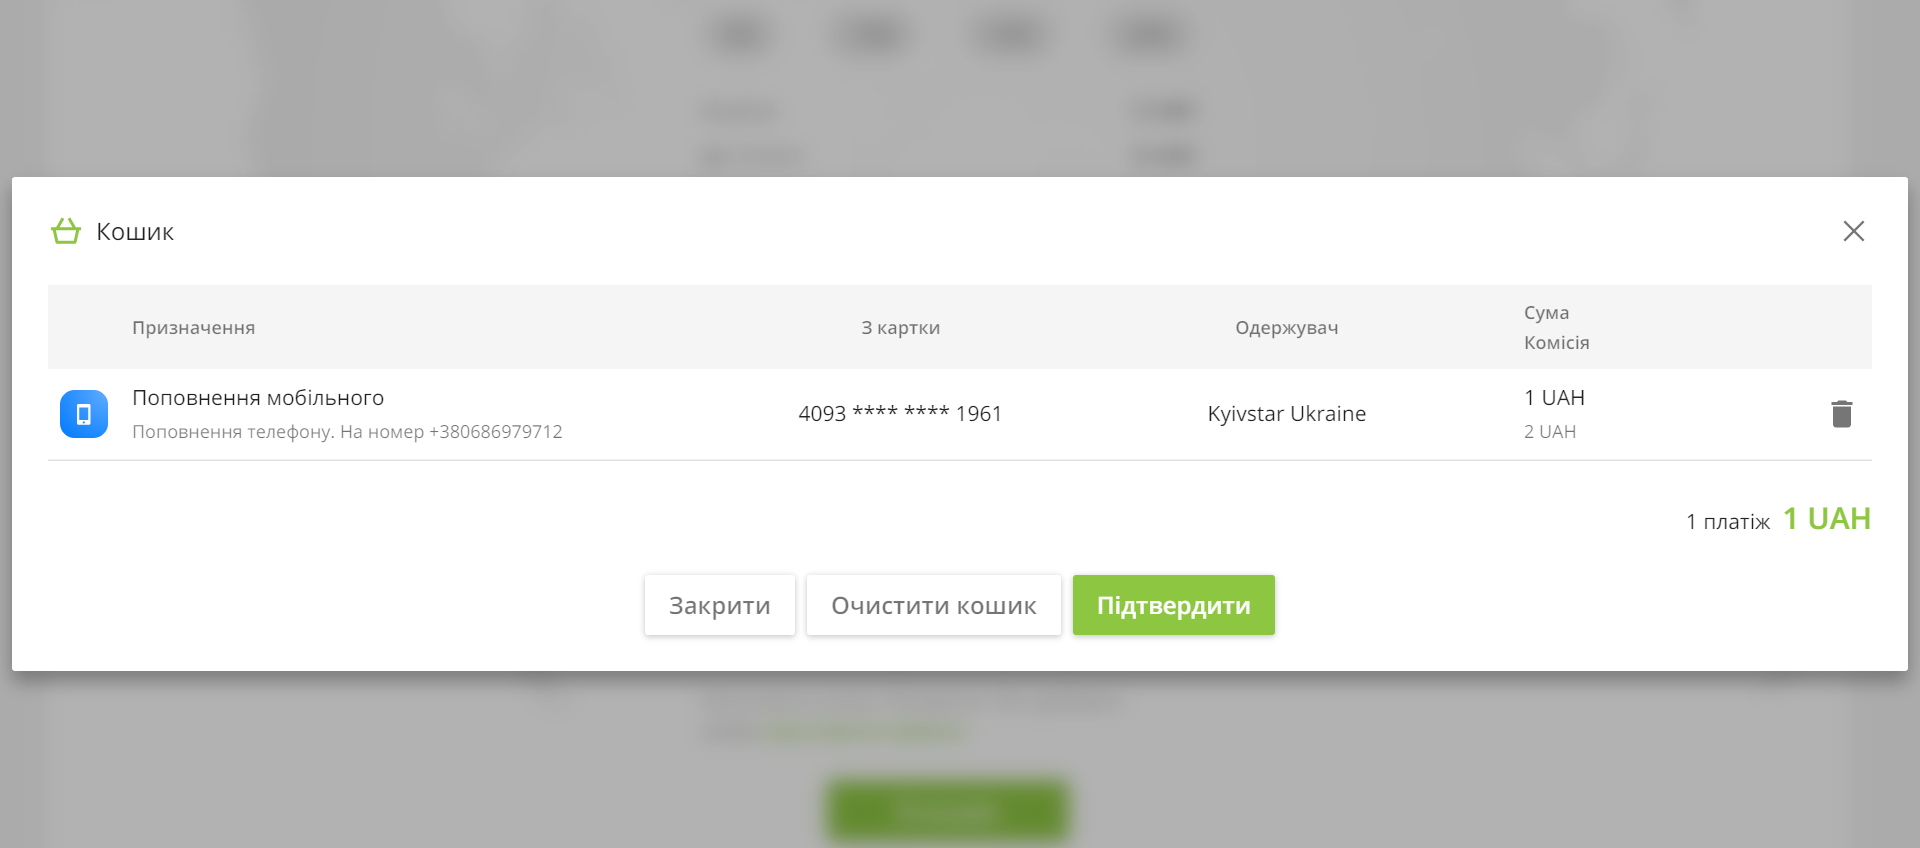 Кошик
Призначення
З картки
Одержувач
Сума
Комісія
Поповнення мобільного
Поповнення телефону. На номер +380686979712
4093 **** **** 1961
Kyivstar Ukraine
1 UAH
2 UAH
1 платіж 1 UAH
Закрити
Очистити кошик
Підтвердити